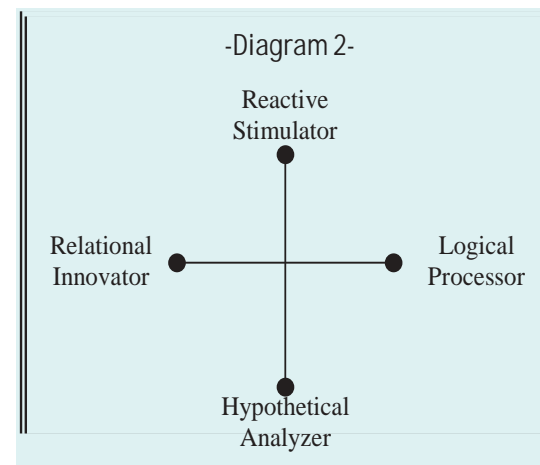 -Diagram 2-
Reactive
Stimulator
Relational
Innovator
Logical
Processor
Hypothetical
Analyzer